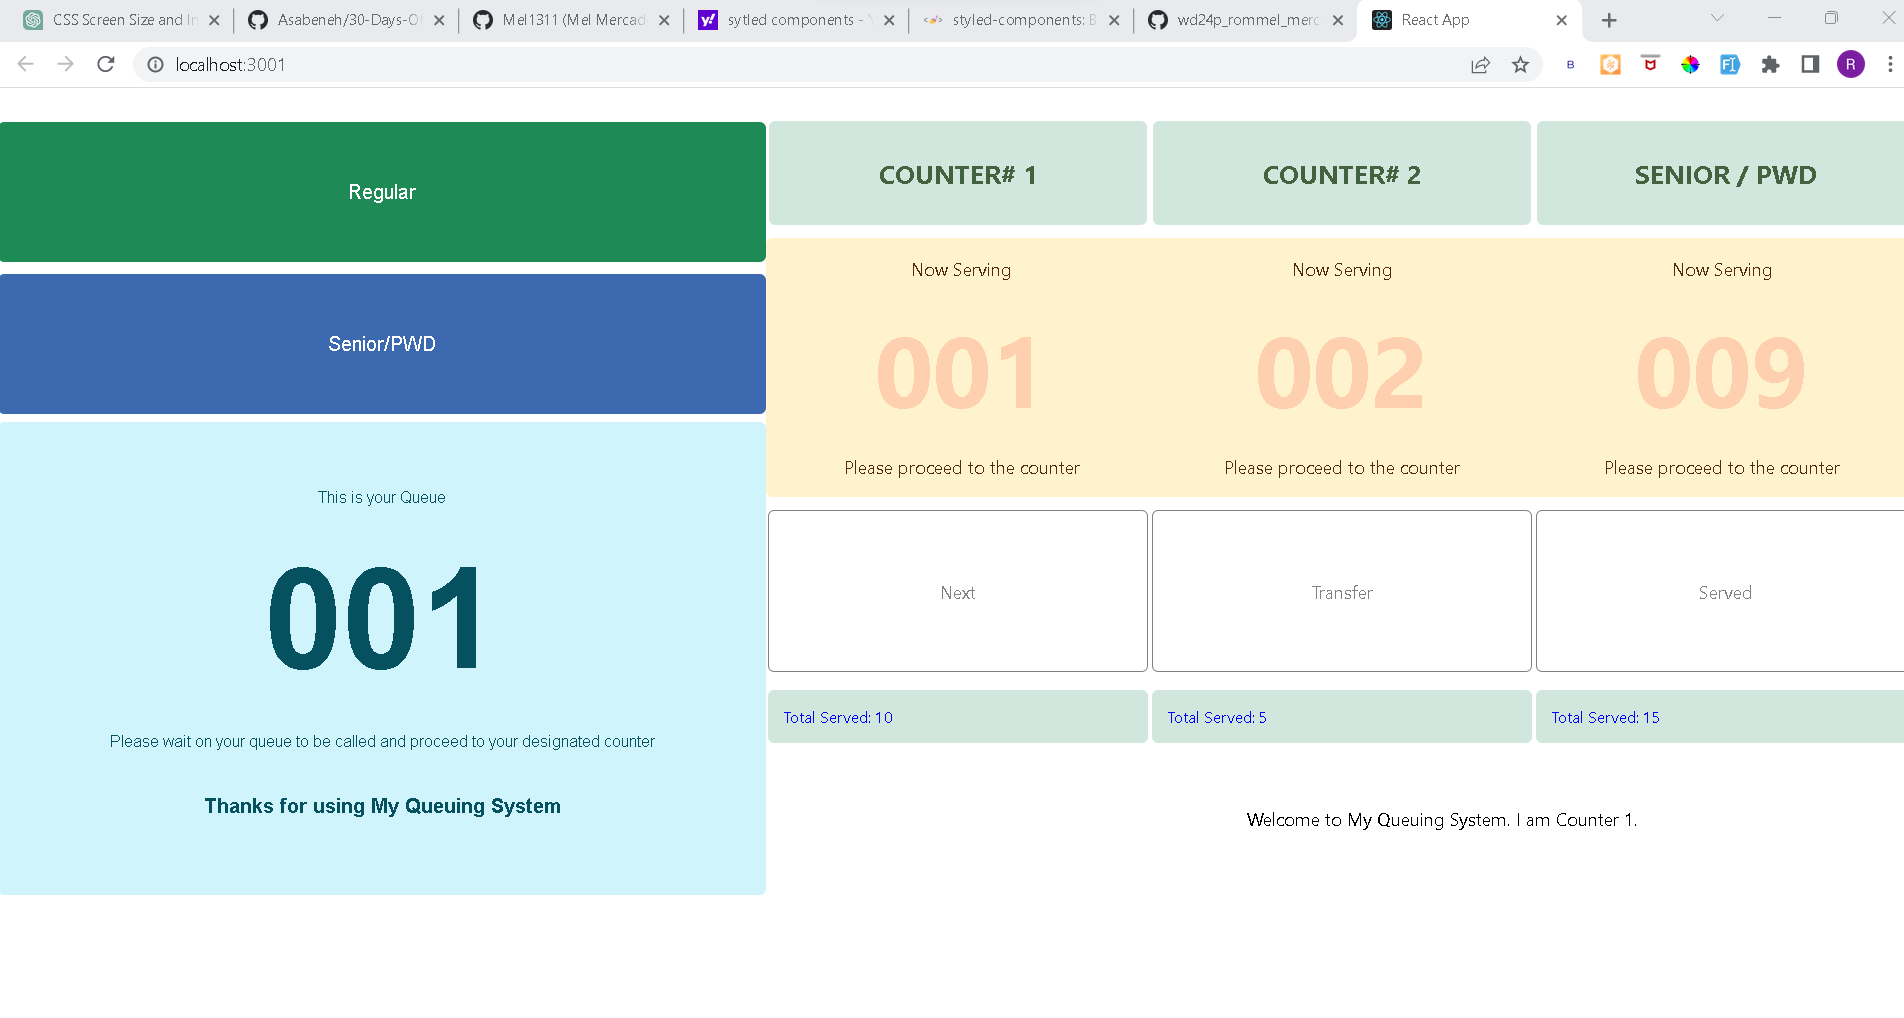 CSS Screen Size and In
Asabeneh/30-Days-Of
Mel1311 (Mel Mercad
sytled components - Y
styled-components: B
wd24p_rommel_merc
React App
localhost:3001
B
R
Regular
Senior/PWD
This is your Queue
001
Please wait on your queue to be called and proceed to your designated counter
Thanks for using My Queuing System
COUNTER# 1
COUNTER# 2
SENIOR / PWD
Now Serving
Now Serving
Now Serving
001
002
009
Please proceed to the counter
Please proceed to the counter
Please proceed to the counter
Next
Transfer
Served
Total Served: 10
Total Served: 5
Total Served: 15
Welcome to My Queuing System. I am Counter 1.